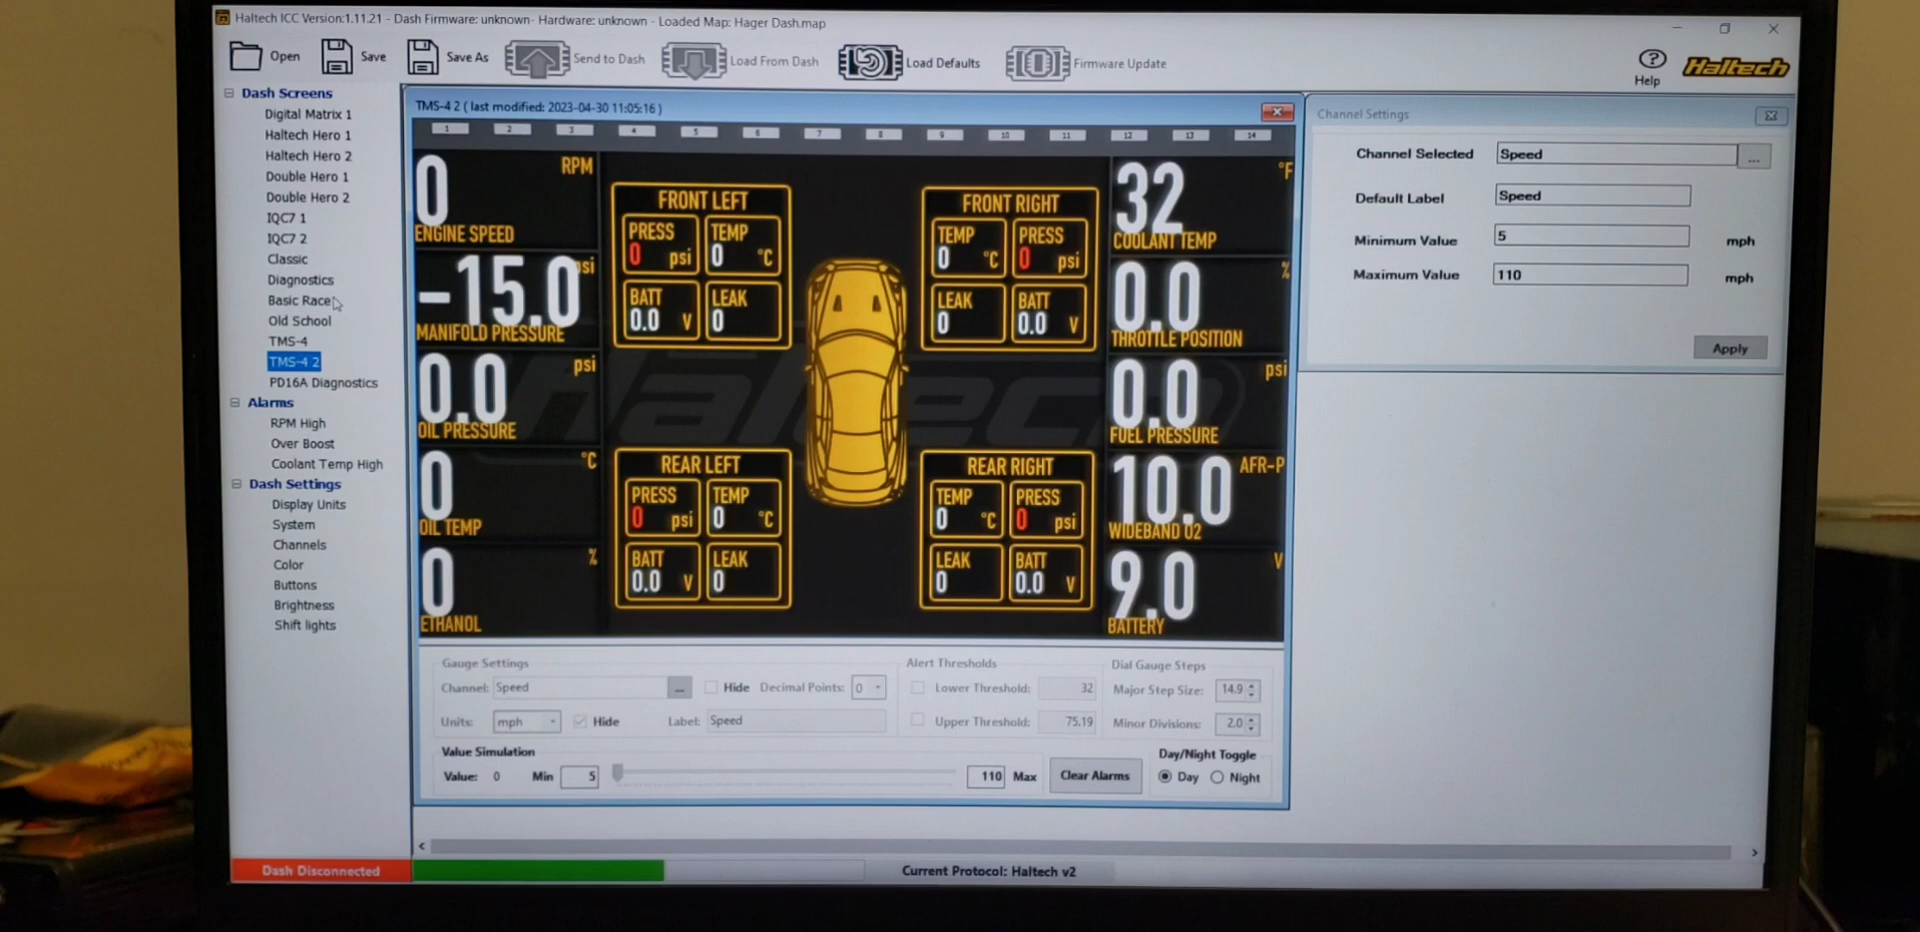 Haltech ICC Version:1.11.21 - Dash Firmware: unknown- Hardware: unknown - Loaded Map: Hager Dash.map
Open Save Save As Send to Dash Load From Dash Load Defaults Firmware Update
Help
Haltech
Dash Screens
Digital Matrix 1
Haltech Hero 1
Haltech Hero 2
Double Hero 1
Double Hero 2
IQC7 1
IQC7 2
Classic
Diagnostics
Basic Race
Old School
TMS-4
TMS-4 2
PD16A Diagnostics
Alarms
RPM High
Over Boost
Coolant Temp High
Dash Settings
Display Units
System
Channels
Color
Buttons
Brightness
Shift lights
TMS-4 2 ( last modified: 2023-04-30 11:05:16 )
1 2 3 4 5 6 7 8 9 10 11 12 13 14
0 RPM
ENGINE SPEED
-15.0 psi
MANIFOLD PRESSURE
0.0 psi
OIL PRESSURE
0 °C
OIL TEMP
0 %
ETHANOL
FRONT LEFT
PRESS TEMP
0 psi 0 °C
BATT LEAK
0.0 V 0
FRONT RIGHT
TEMP PRESS
0 °C 0 psi
LEAK BATT
0 0.0 V
Haltech
REAR LEFT
PRESS TEMP
0 psi 0 °C
BATT LEAK
0.0 V 0
REAR RIGHT
TEMP PRESS
0 °C 0 psi
LEAK BATT
0 0.0 V
32 °F
COOLANT TEMP
0.0 %
THROTTLE POSITION
0.0 psi
FUEL PRESSURE
10.0 AFR-P
WIDEBAND O2
9.0 V
BATTERY
Gauge Settings
Channel: Speed ... Hide Decimal Points: 0
Units: mph Hide Label: Speed
Alert Thresholds
Lower Threshold: 32
Upper Threshold: 75.19
Dial Gauge Steps
Major Step Size: 14.9
Minor Divisions: 2.0
Value Simulation
Value: 0 Min 5 110 Max Clear Alarms
Day/Night Toggle
Day Night
Channel Settings
Channel Selected Speed ...
Default Label Speed
Minimum Value 5 mph
Maximum Value 110 mph
Apply
Dash Disconnected
Current Protocol: Haltech v2